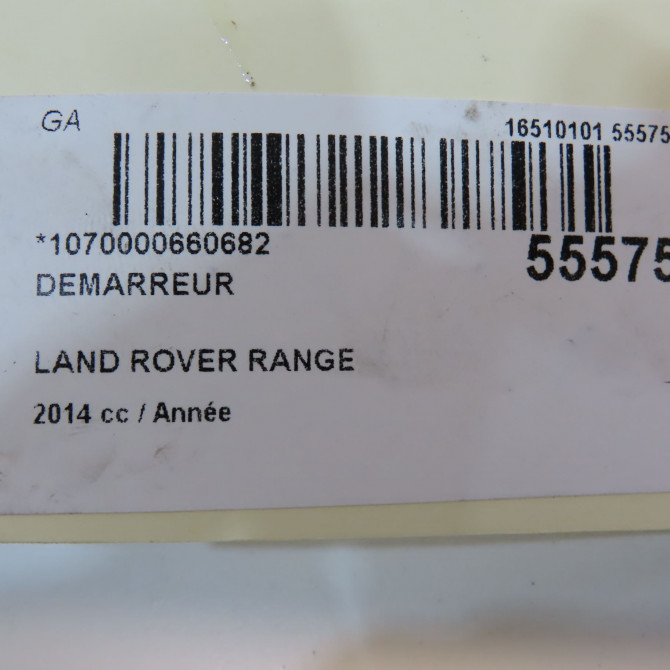 GA
16510101 55575
*1070000660682
55575
DEMARREUR
LAND ROVER RANGE
2014 cc / Année